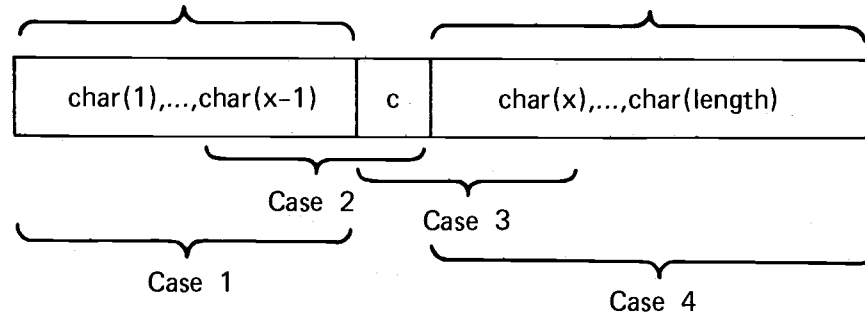 char(1),...,char(x-1) c char(x),...,char(length)
Case 2
Case 3
Case 1
Case 4